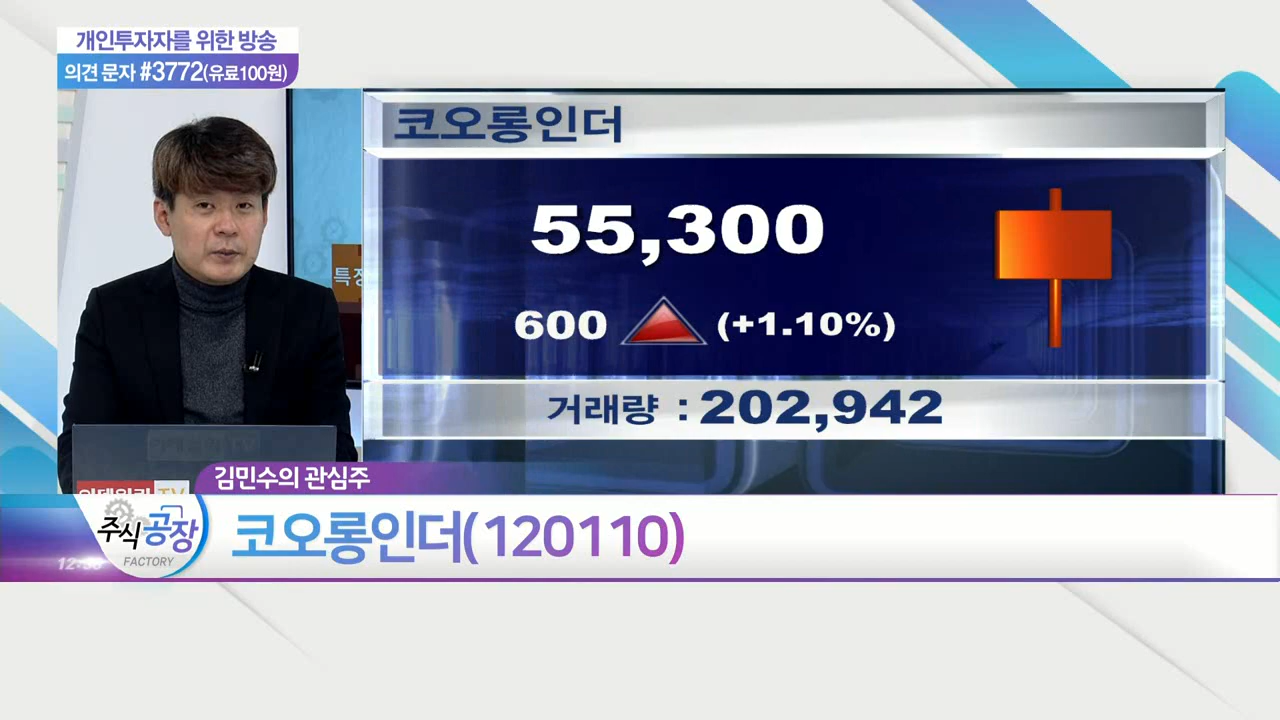 개인투자자를 위한 방송
의견 문자 #3772(유료100원)
코오롱인더
55,300
600 (+1.10%)
거래량 : 202,942
김민수의 관심주
주식공장
FACTORY
코오롱인더(120110)